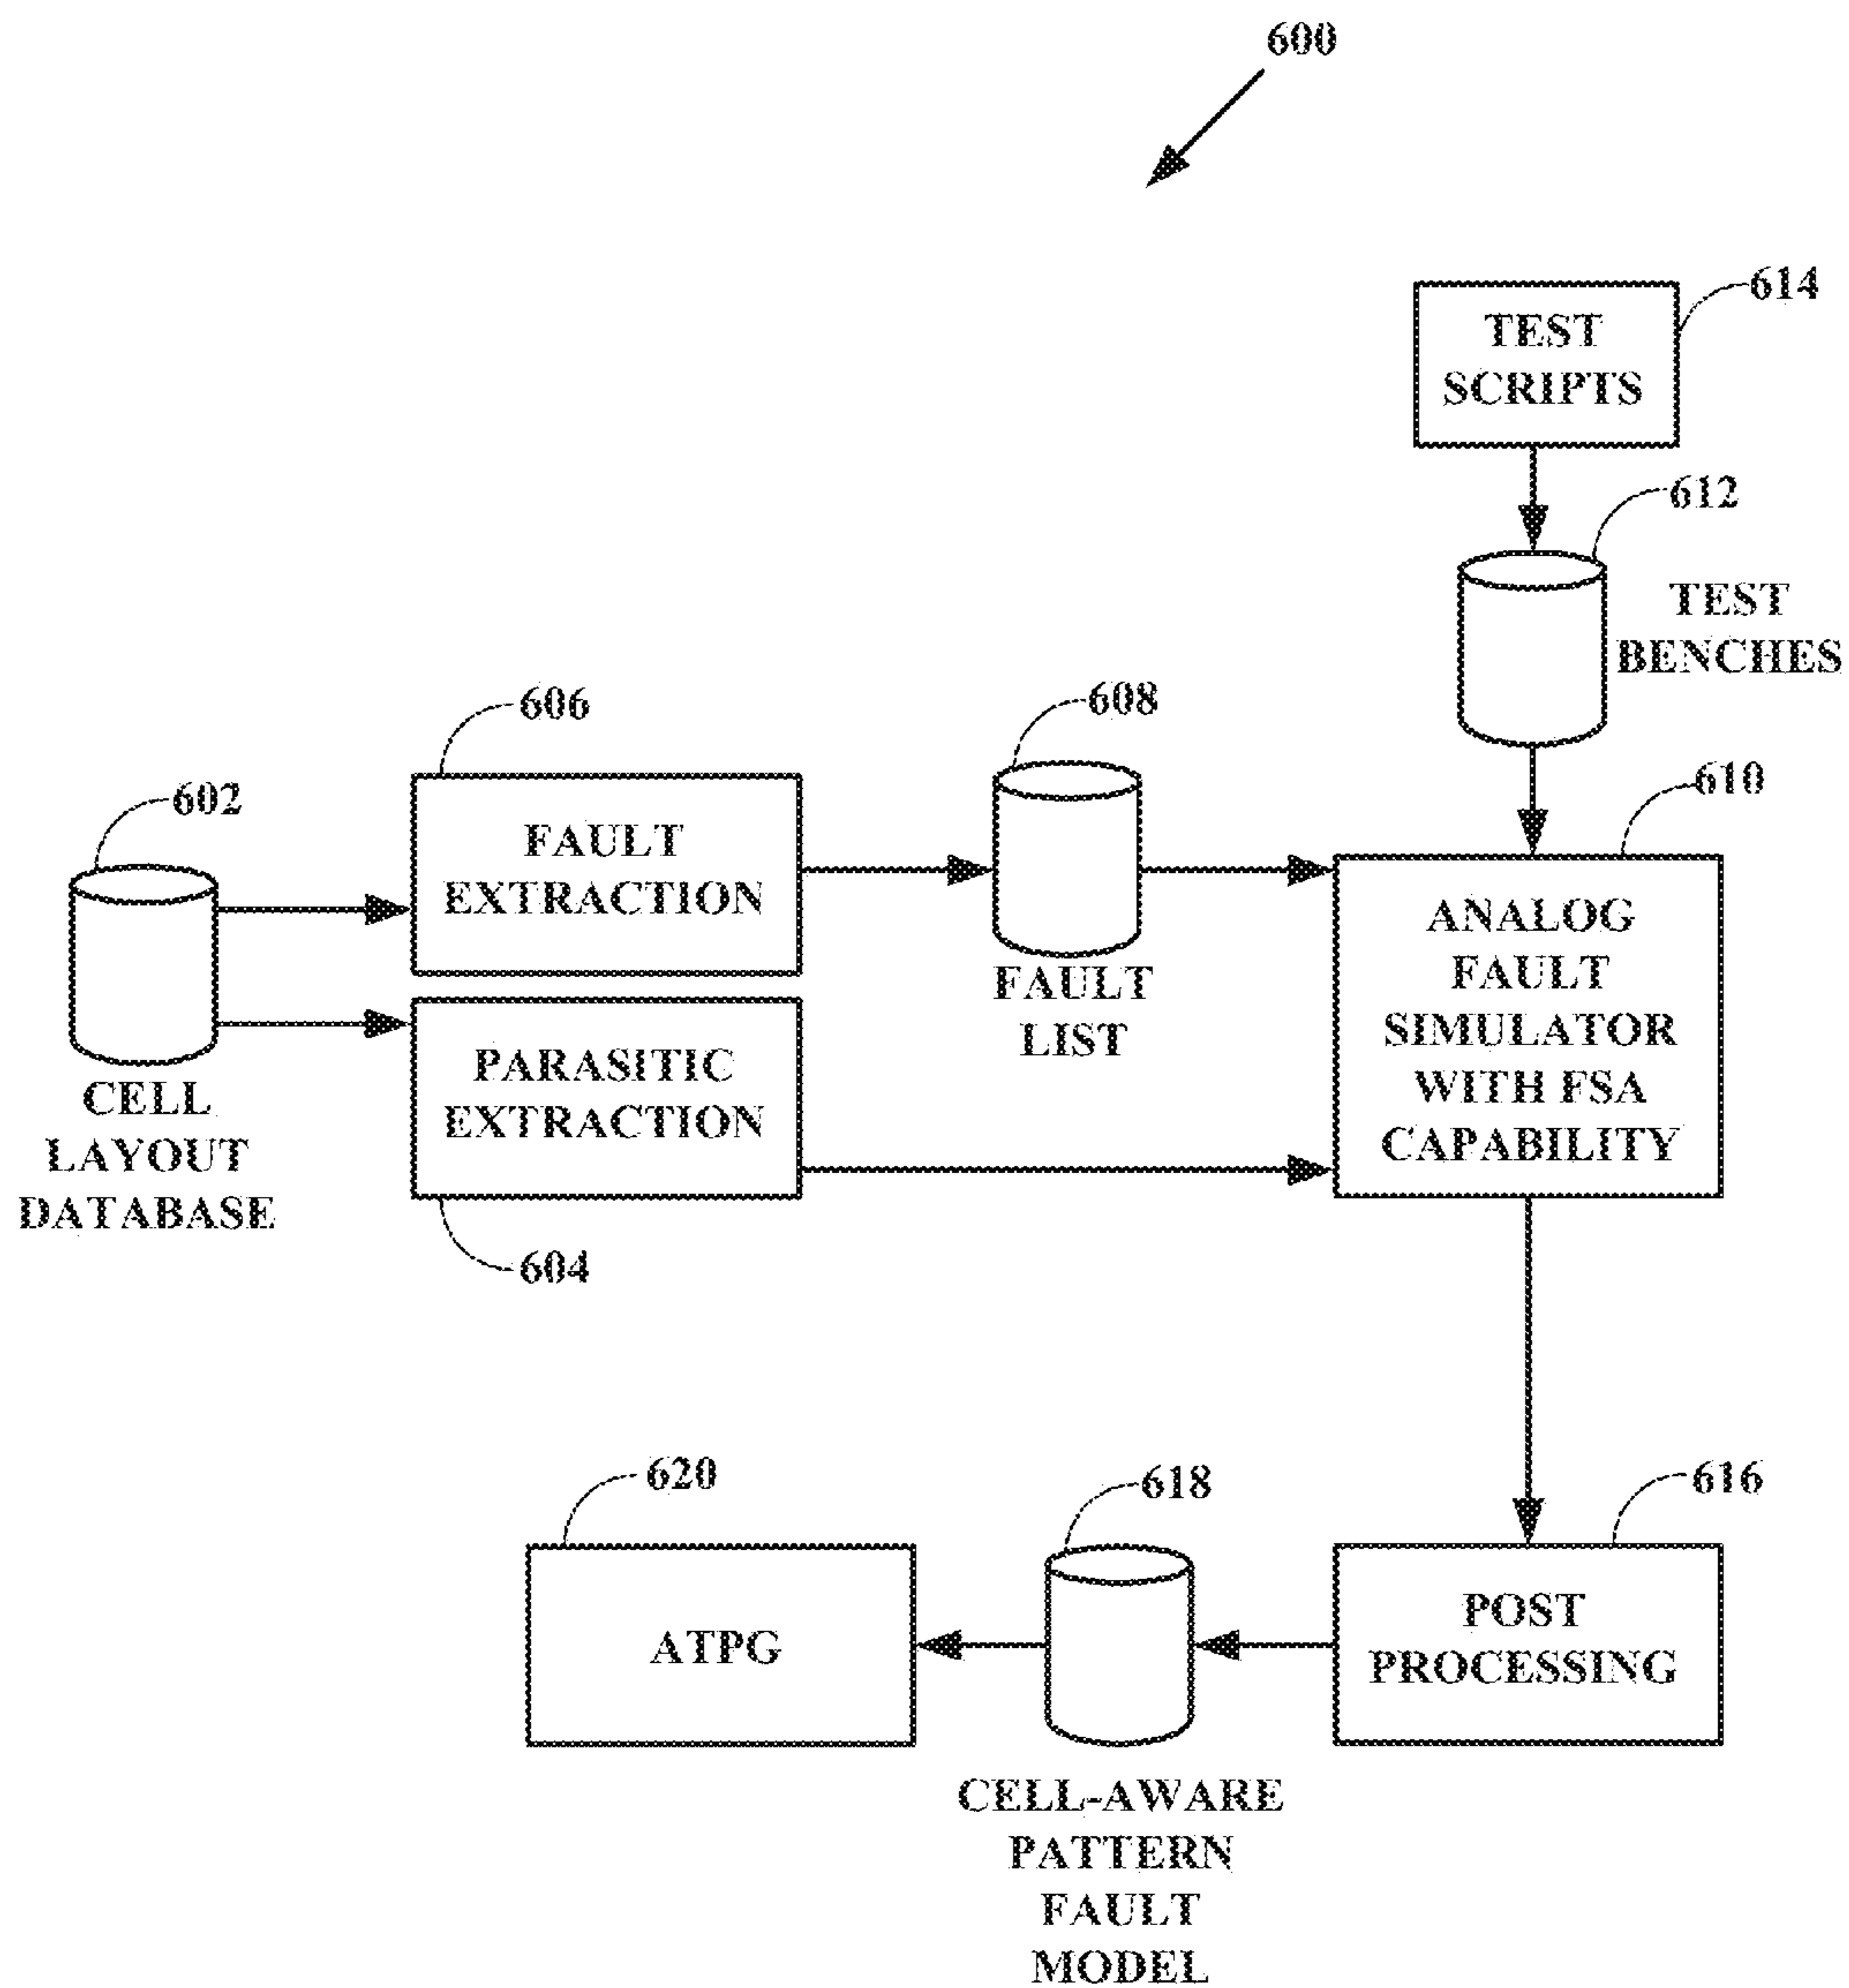 600
614
TEST
SCRIPTS
612
TEST
BENCHES
606
608
610
602
FAULT
EXTRACTION
ANALOG
FAULT
SIMULATOR
WITH FSA
CAPABILITY
FAULT
LIST
PARASITIC
EXTRACTION
CELL
LAYOUT
DATABASE
604
620
618
616
ATPG
POST
PROCESSING
CELL-AWARE
PATTERN
FAULT
MODEL